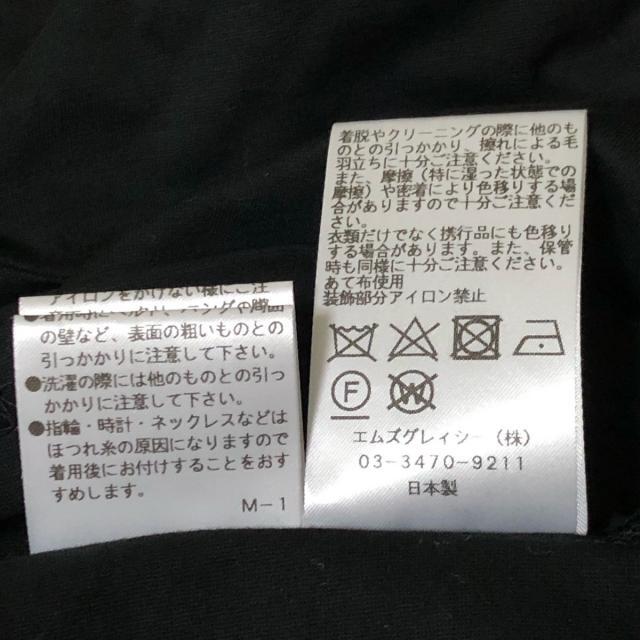 アイロンをかけない様にご注
の壁など、表面の粗いものとの
引っかかりに注意して下さい。
●洗濯の際には他のものとの引っ
かかりに注意して下さい。
●指輪・時計・ネックレスなどは
ほつれ糸の原因になりますので
着用後にお付けすることをおす
すめします。
M-1
着脱やクリーニングの際に他のも
のとの引っかかり、擦れによる毛
羽立ちに十分ご注意ください。
また、摩擦(特に湿った状態での
摩擦)や密着により色移りする場
合がありますので十分ご注意くだ
さい。
衣類だけでなく携行品にも色移り
する場合があります。また、保管
時も同様に十分ご注意ください。
あて布使用
装飾部分アイロン禁止
F
W
エムズグレイシー(株)
03-3470-9211
日本製